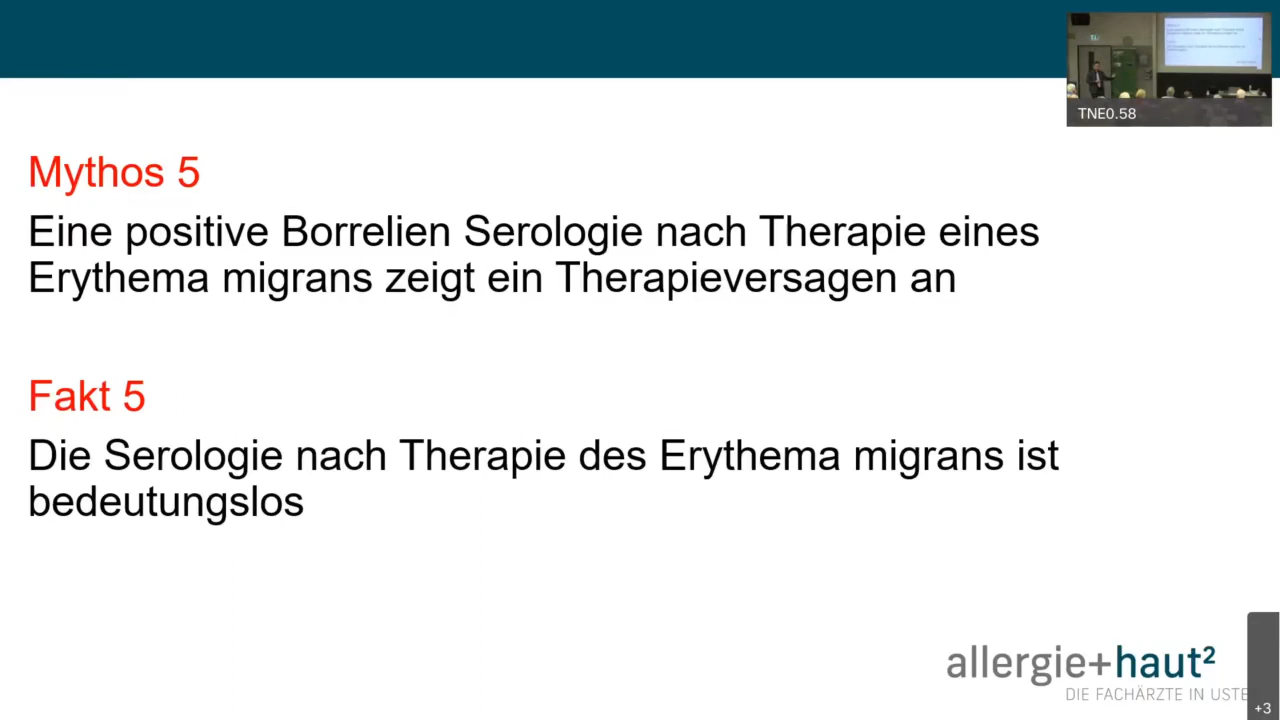 TNE0.58
Mythos 5
Eine positive Borrelien Serologie nach Therapie eines
Erythema migrans zeigt ein Therapieversagen an
Fakt 5
Die Serologie nach Therapie des Erythema migrans ist
bedeutungslos
allergie+haut²
DIE FACHÄRZTE IN USTE
+3